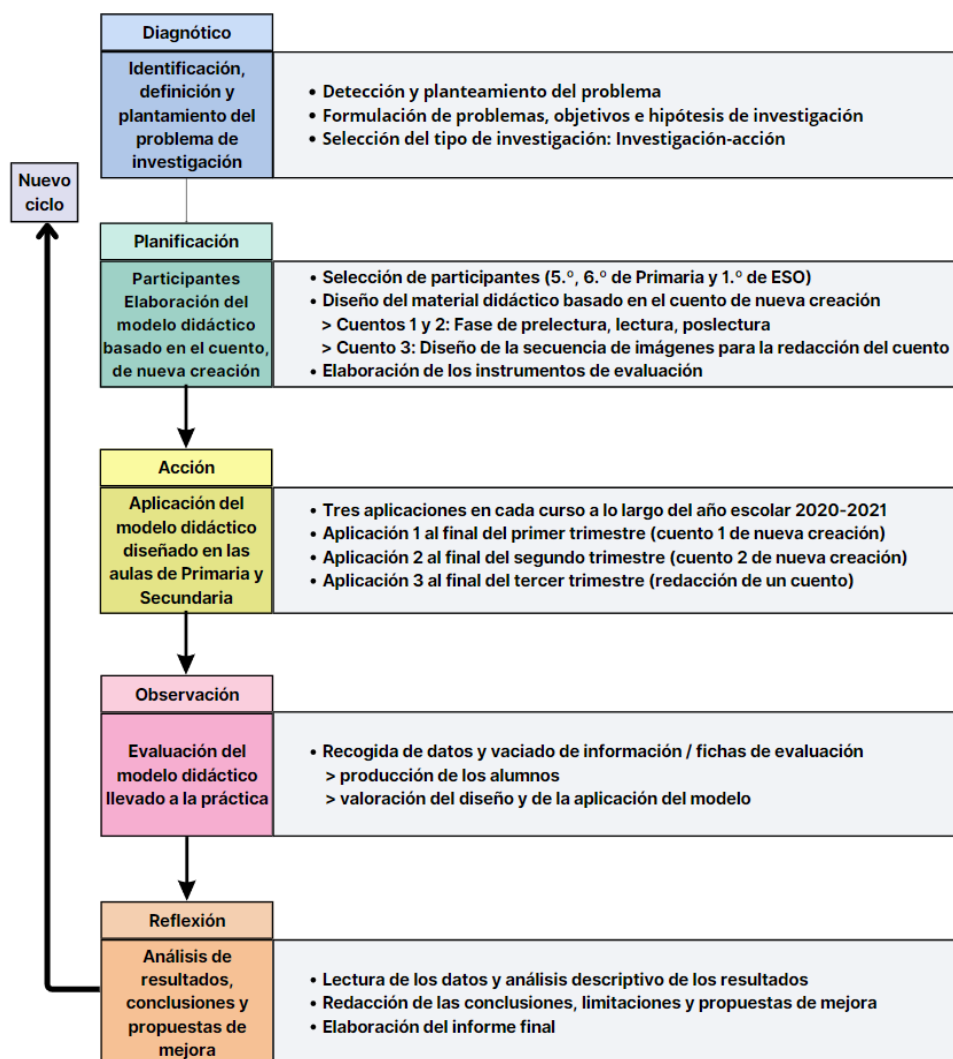 Diagnótico
Identificación,
definición y
plantamiento del
problema de
investigación
• Detección y planteamiento del problema
• Formulación de problemas, objetivos e hipótesis de investigación
• Selección del tipo de investigación: Investigación-acción
Nuevo
ciclo
Planificación
Participantes
Elaboración del
modelo didáctico
basado en el cuento,
de nueva creación
• Selección de participantes (5.º, 6.º de Primaria y 1.º de ESO)
• Diseño del material didáctico basado en el cuento de nueva creación
> Cuentos 1 y 2: Fase de prelectura, lectura, poslectura
> Cuento 3: Diseño de la secuencia de imágenes para la redacción del cuento
• Elaboración de los instrumentos de evaluación
Acción
Aplicación del
modelo didáctico
diseñado en las
aulas de Primaria y
Secundaria
• Tres aplicaciones en cada curso a lo largo del año escolar 2020-2021
• Aplicación 1 al final del primer trimestre (cuento 1 de nueva creación)
• Aplicación 2 al final del segundo trimestre (cuento 2 de nueva creación)
• Aplicación 3 al final del tercer trimestre (redacción de un cuento)
Observación
Evaluación del
modelo didáctico
llevado a la práctica
• Recogida de datos y vaciado de información / fichas de evaluación
> producción de los alumnos
> valoración del diseño y de la aplicación del modelo
Reflexión
Análisis de
resultados,
conclusiones y
propuestas de
mejora
• Lectura de los datos y análisis descriptivo de los resultados
• Redacción de las conclusiones, limitaciones y propuestas de mejora
• Elaboración del informe final